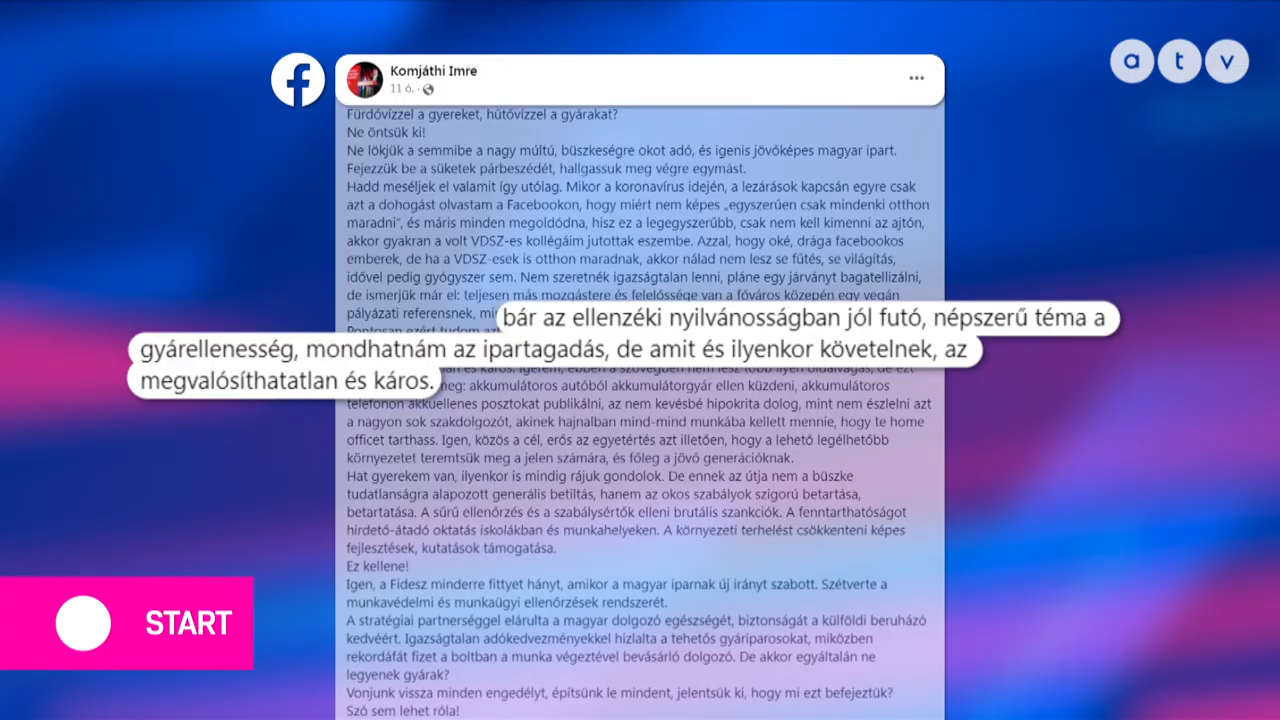 Komjáthi Imre
11 ó.
a t v
Fürdővízzel a gyereket, hűtővízzel a gyárakat?
Ne öntsük ki!
Ne lökjük a semmibe a nagy múltú, büszkeségre okot adó, és igenis jövőképes magyar ipart.
Fejezzük be a süketek párbeszédét, hallgassuk meg végre egymást.
Hadd meséljek el valamit így utólag. Mikor a koronavírus idején, a lezárások kapcsán egyre csak
azt a dohogást olvastam a Facebookon, hogy miért nem képes „egyszerűen csak mindenki otthon
maradni”, és máris minden megoldódna, hisz ez a legegyszerűbb, csak nem kell kimenni az ajtón,
akkor gyakran a volt VDSZ-es kollégáim jutottak eszembe. Azzal, hogy oké, drága facebookos
emberek, de ha a VDSZ-esek is otthon maradnak, akkor nálad nem lesz se fűtés, se világítás,
idővel pedig gyógyszer sem. Nem szeretnék igazságtalan lenni, pláne egy járványt bagatellizálni,
de ismerjük már el: teljesen más mozgástere és felelőssége van a főváros közepén egy vegán
pályázati referensnek,
bár az ellenzéki nyilvánosságban jól futó, népszerű téma a
gyárellenesség, mondhatnám az ipartagadás, de amit és ilyenkor követelnek, az
megvalósíthatatlan és káros.
meg: akkumulátoros autóból akkumulátorgyár ellen küzdeni, akkumulátoros
telefonon akkuellenes posztokat publikálni, az nem kevésbé hipokrita dolog, mint nem észlelni azt
a nagyon sok szakdolgozót, akinek hajnalban mind-mind munkába kellett mennie, hogy te home
officet tarthass. Igen, közös a cél, erős az egyetértés azt illetően, hogy a lehető legélhetőbb
környezetet teremtsük meg a jelen számára, és főleg a jövő generációknak.
Hat gyerekem van, ilyenkor is mindig rájuk gondolok. De ennek az útja nem a büszke
tudatlanságra alapozott generális betiltás, hanem az okos szabályok szigorú betartása,
betartatása. A sűrű ellenőrzés és a szabálysértők elleni brutális szankciók. A fenntarthatóságot
hirdető-átadó oktatás iskolákban és munkahelyeken. A környezeti terhelést csökkenteni képes
fejlesztések, kutatások támogatása.
Ez kellene!
Igen, a Fidesz minderre fittyet hányt, amikor a magyar iparnak új irányt szabott. Szétverte a
munkavédelmi és munkaügyi ellenőrzések rendszerét.
A stratégiai partnerséggel elárulta a magyar dolgozó egészségét, biztonságát a külföldi beruházó
kedvéért. Igazságtalan adókedvezményekkel hizlalta a tehetős gyáriparosokat, miközben
rekordáfát fizet a boltban a munka végeztével bevásárló dolgozó. De akkor egyáltalán ne
legyenek gyárak?
Vonjunk vissza minden engedélyt, építsünk le mindent, jelentsük ki, hogy mi ezt befejeztük?
Szó sem lehet róla!
START